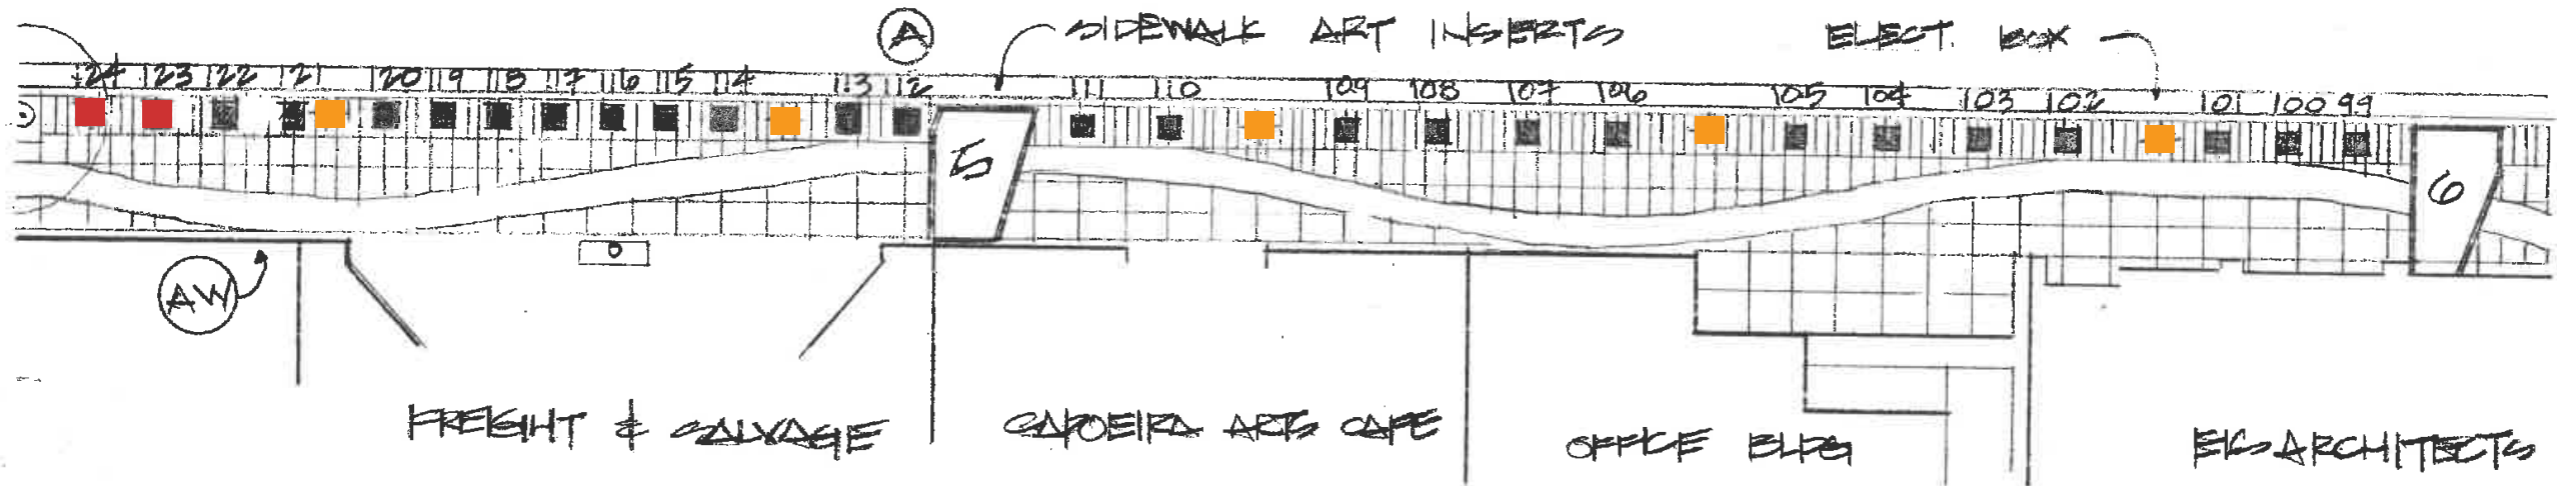 A SIDEWALK ART INSERTS ELECT. BOX
124 123 122 121 120 119 118 117 116 115 114 113 112 111 110 109 108 107 106 105 104 103 102 101 100 99
5 6
AW
FREIGHT & SALVAGE CAPOEIRA ARTS CAFE OFFICE BLDG ELS ARCHITECTS